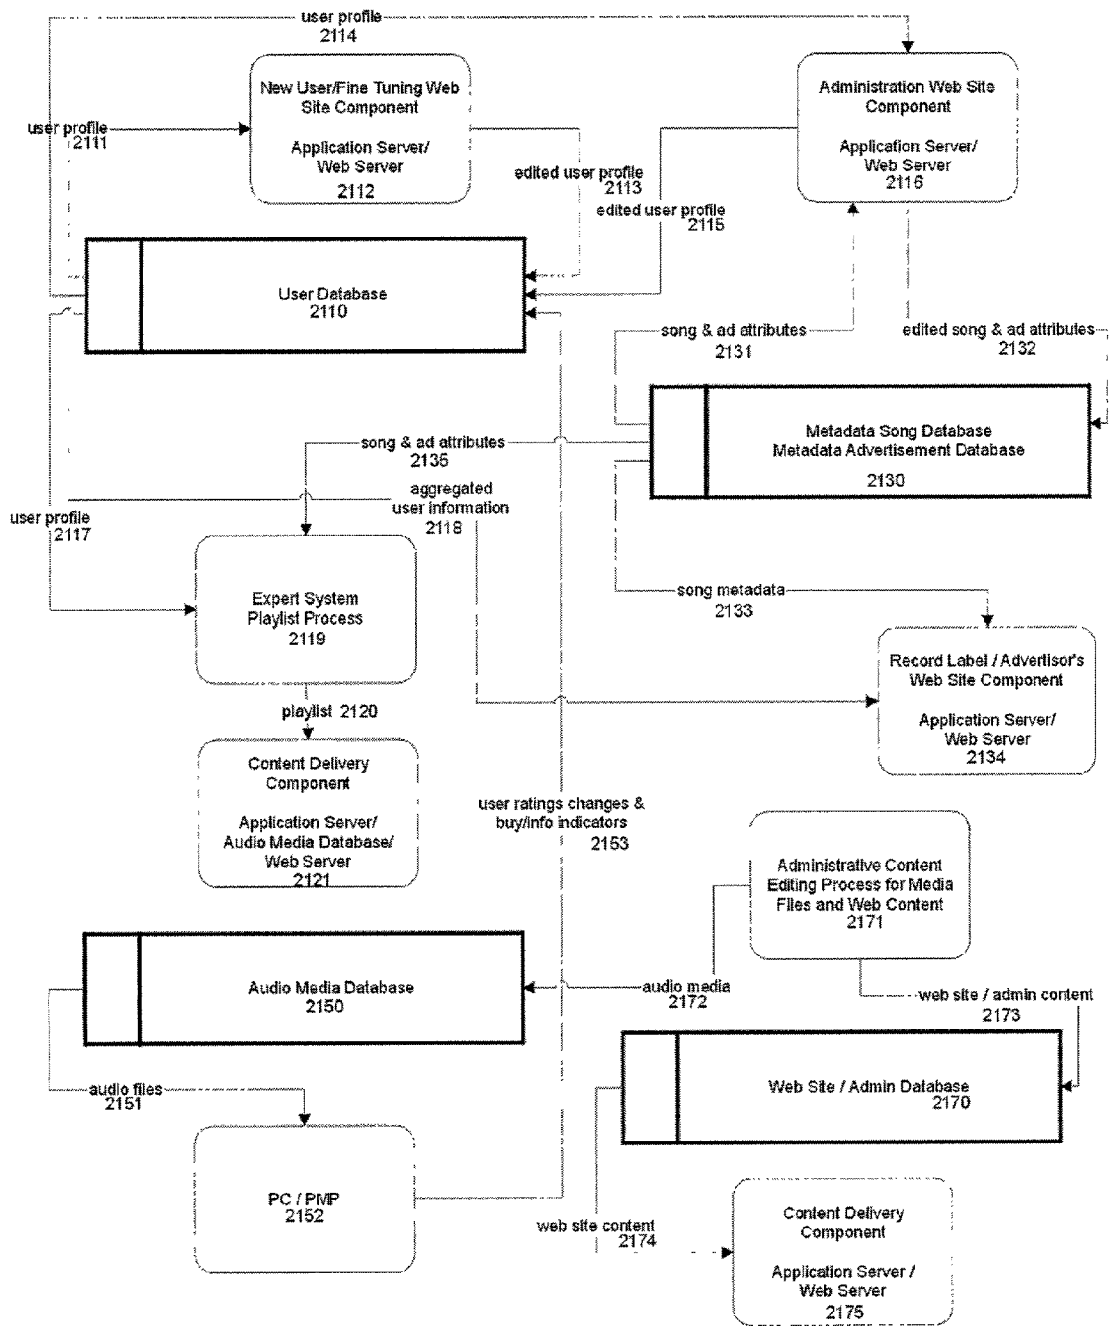 user profile
2114
New User/Fine Tuning Web
Site Component
Application Server/
Web Server
2112
Administration Web Site
Component
Application Server/
Web Server
2116
user profile
2111
edited user profile
2113
edited user profile
2115
User Database
2110
song & ad attributes
2131
edited song & ad attributes
2132
Metadata Song Database
Metadata Advertisement Database
2130
song & ad attributes
2135
aggregated
user information
2118
user profile
2117
Expert System
Playlist Process
2119
song metadata
2133
Record Label / Advertisor's
Web Site Component
Application Server/
Web Server
2134
playlist 2120
Content Delivery
Component
Application Server/
Audio Media Database/
Web Server
2121
user ratings changes &
buy/info indicators
2153
Administrative Content
Editing Process for Media
Files and Web Content
2171
Audio Media Database
2150
audio media
2172
web site / admin content
2173
Web Site / Admin Database
2170
audio files
2151
PC / PMP
2152
web site content
2174
Content Delivery
Component
Application Server /
Web Server
2175